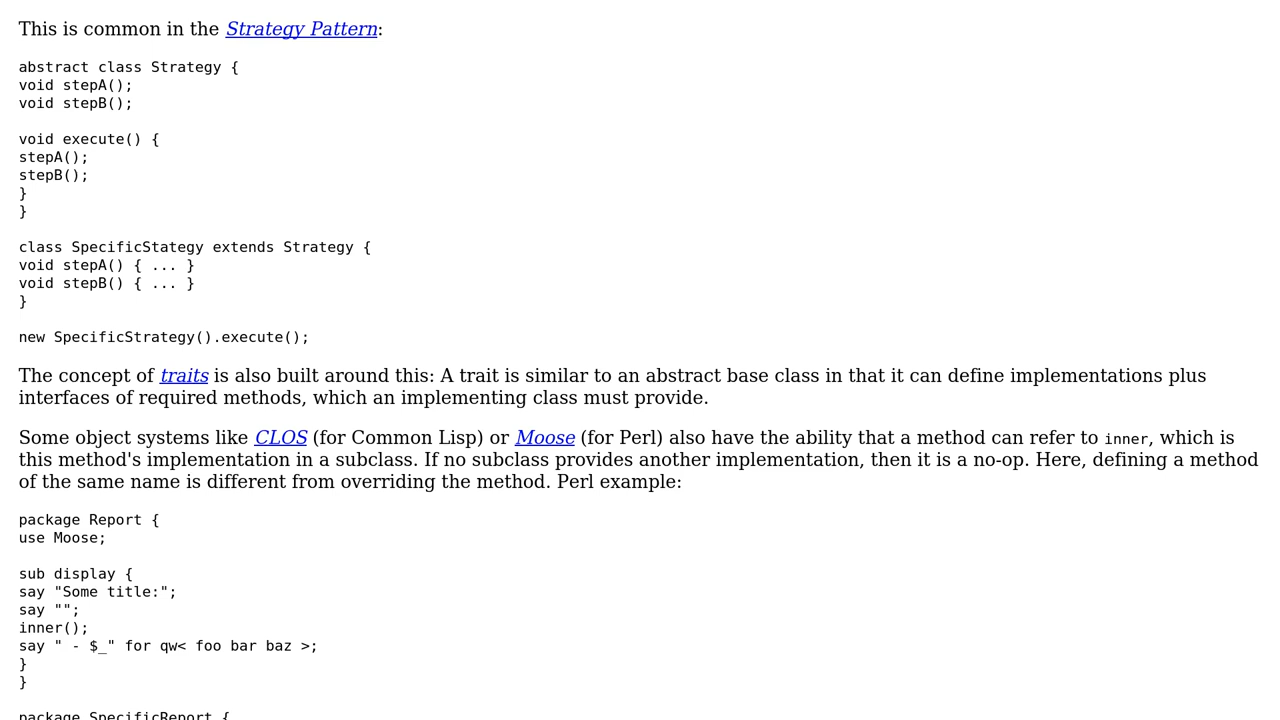 This is common in the Strategy Pattern:
abstract class Strategy {
void stepA();
void stepB();
void execute() {
stepA();
stepB();
}
}
class SpecificStategy extends Strategy {
void stepA() { ... }
void stepB() { ... }
}
new SpecificStrategy().execute();
The concept of traits is also built around this: A trait is similar to an abstract base class in that it can define implementations plus
interfaces of required methods, which an implementing class must provide.
Some object systems like CLOS (for Common Lisp) or Moose (for Perl) also have the ability that a method can refer to inner, which is
this method's implementation in a subclass. If no subclass provides another implementation, then it is a no-op. Here, defining a method
of the same name is different from overriding the method. Perl example:
package Report {
use Moose;
sub display {
say "Some title:";
say "";
inner();
say " - $_" for qw< foo bar baz >;
}
}
package SpecificReport {